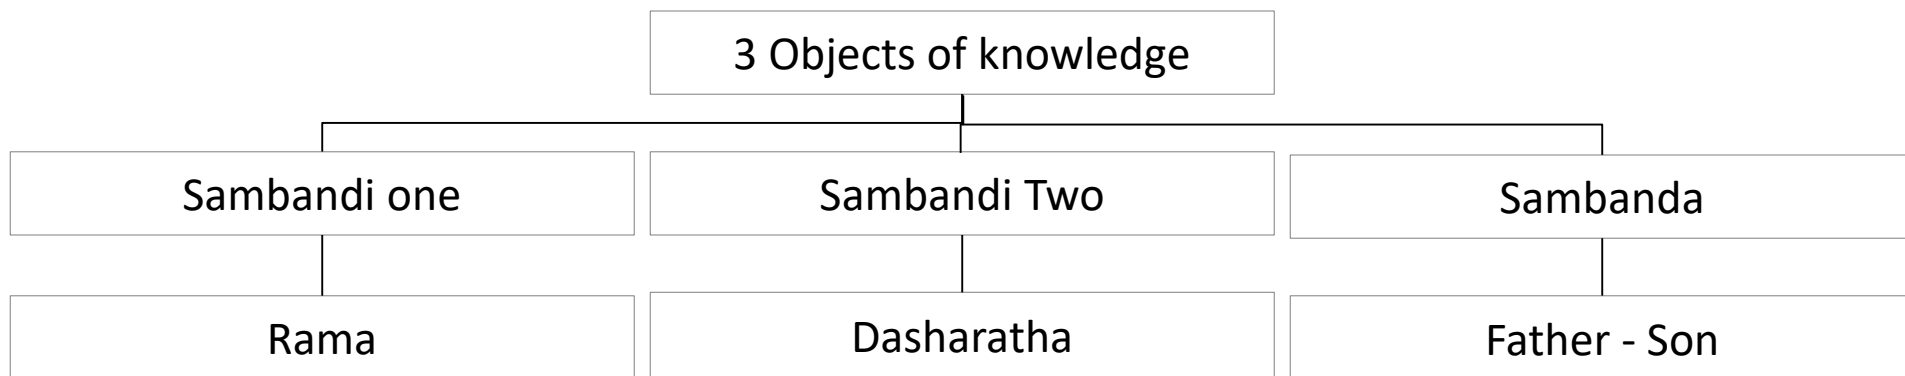 3 Objects of knowledge
Sambandi one
Sambandi Two
Sambanda
Rama
Dasharatha
Father - Son